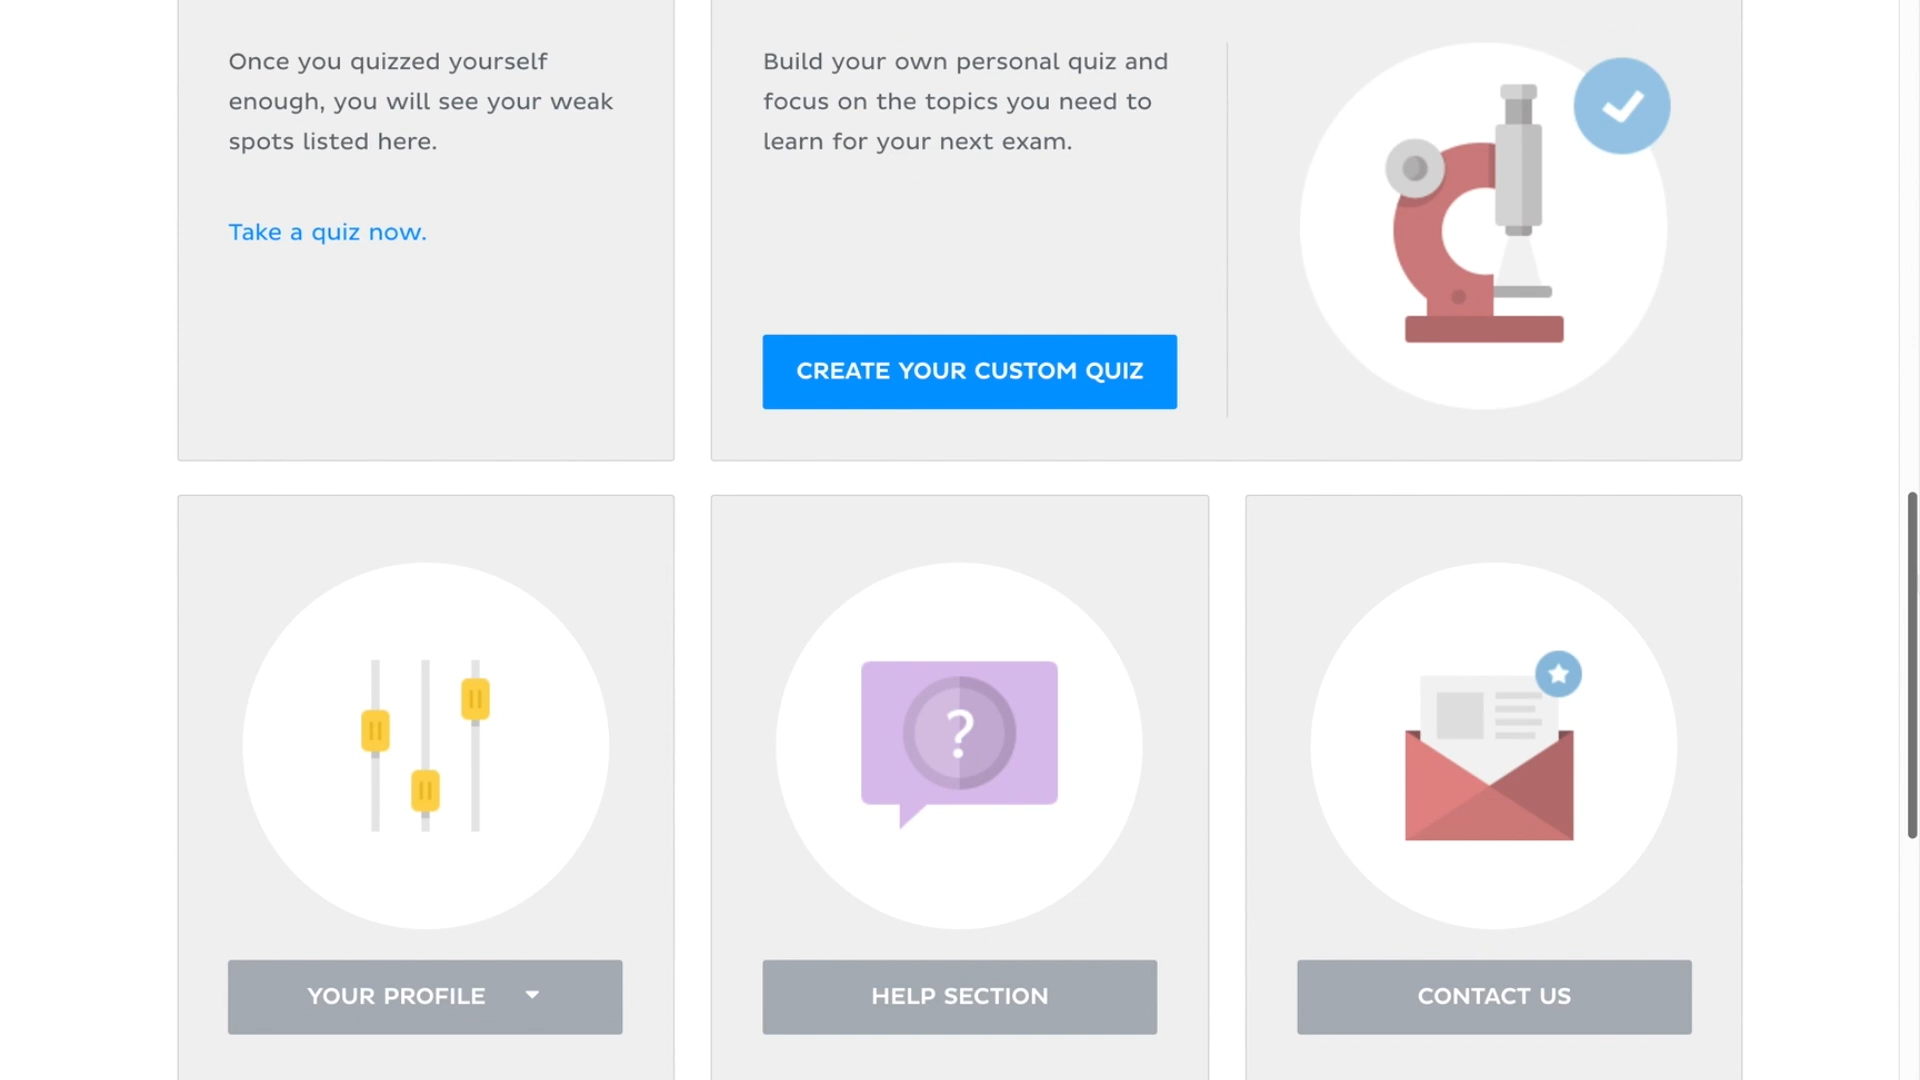 Once you quizzed yourself
enough, you will see your weak
spots listed here.
Take a quiz now.
Build your own personal quiz and
focus on the topics you need to
learn for your next exam.
CREATE YOUR CUSTOM QUIZ
?
YOUR PROFILE
HELP SECTION
CONTACT US